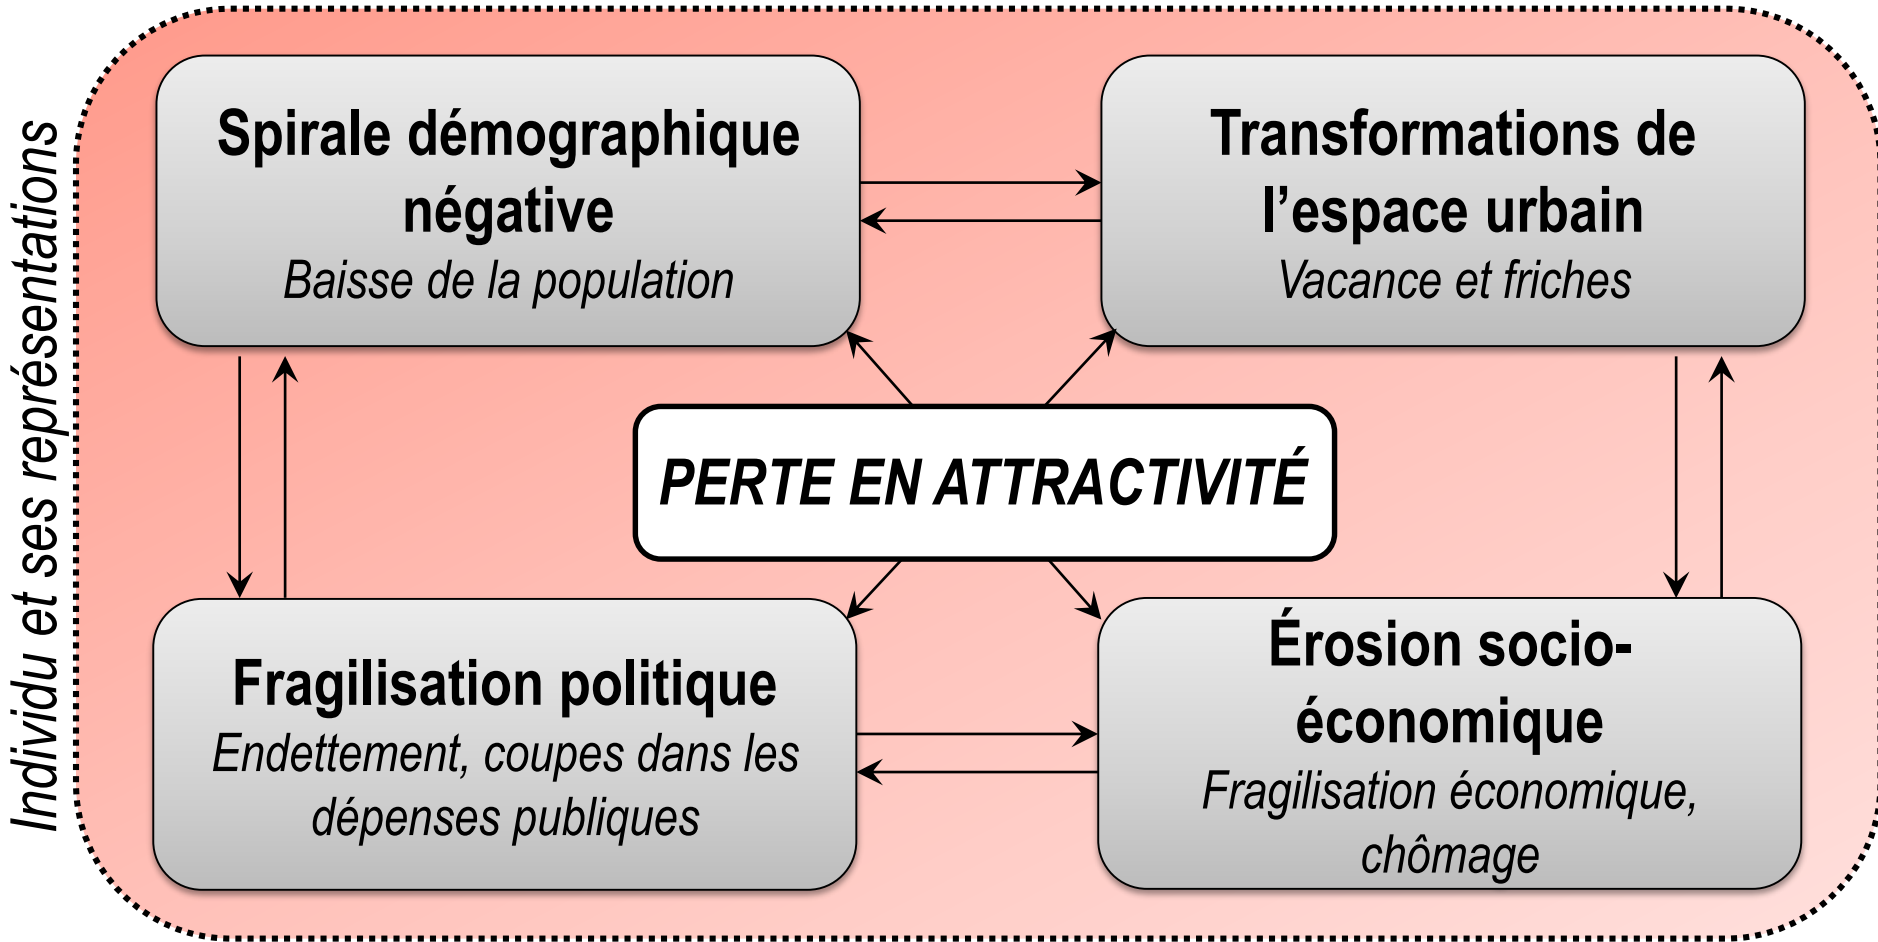 Individu et ses représentations
Spirale démographique
négative
Baisse de la population
Transformations de
l’espace urbain
Vacance et friches
PERTE EN ATTRACTIVITÉ
Fragilisation politique
Endettement, coupes dans les
dépenses publiques
Érosion socio-
économique
Fragilisation économique,
chômage